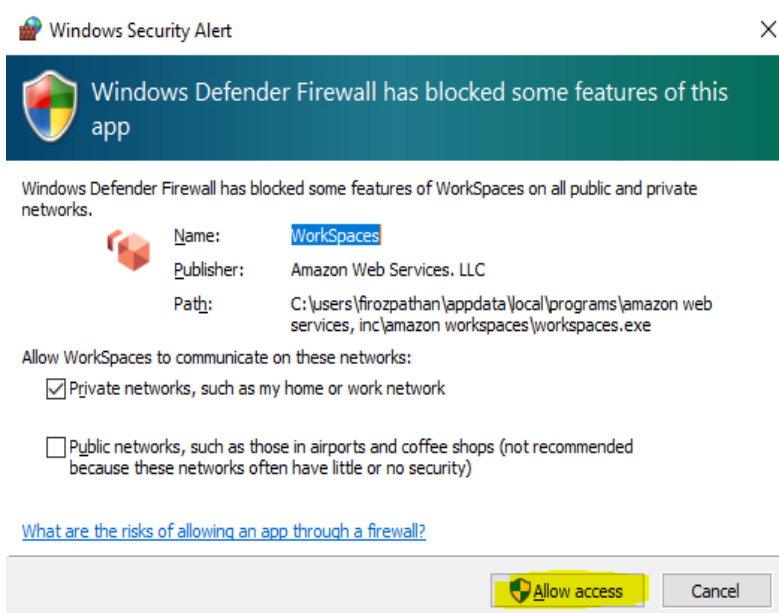 Windows Security Alert
Windows Defender Firewall has blocked some features of this
app
Windows Defender Firewall has blocked some features of WorkSpaces on all public and private
networks.
Name: WorkSpaces
Publisher: Amazon Web Services. LLC
Path: C:\users\firozpathan\appdata\local\programs\amazon web
services, inc\amazon workspaces\workspaces.exe
Allow WorkSpaces to communicate on these networks:
Private networks, such as my home or work network
Public networks, such as those in airports and coffee shops (not recommended
because these networks often have little or no security)
What are the risks of allowing an app through a firewall?
Allow access Cancel